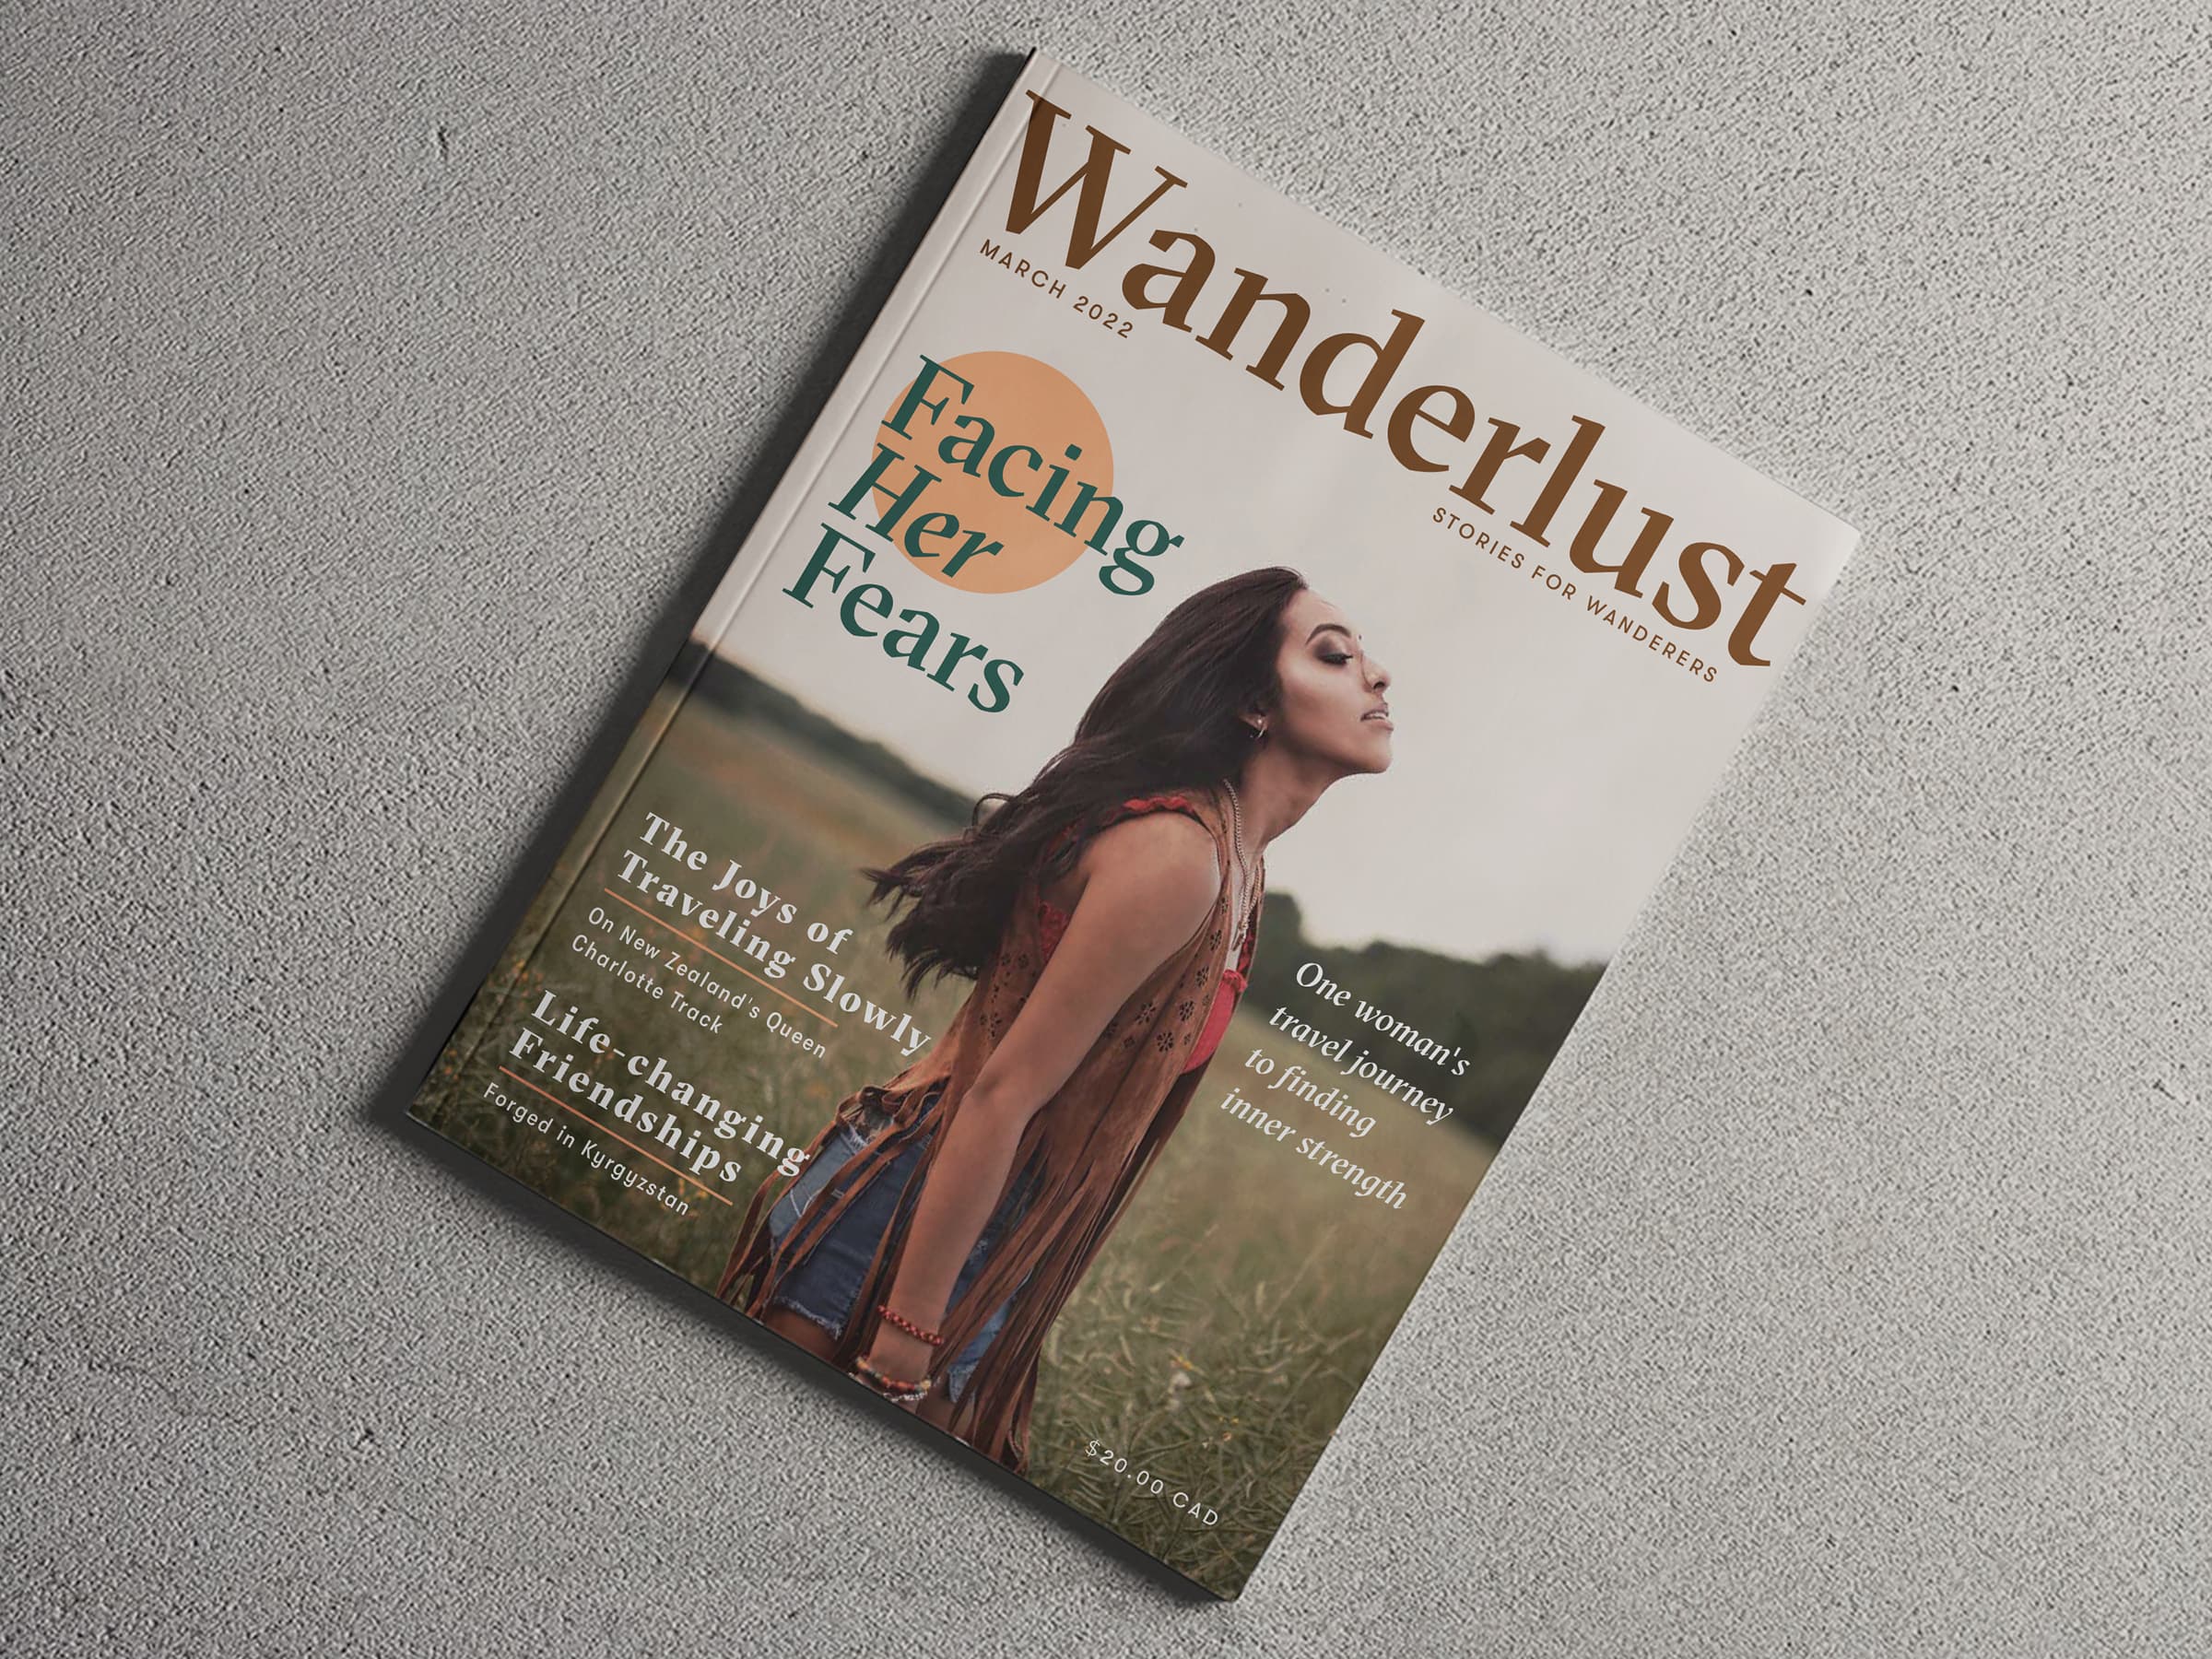 Wanderlust
MARCH 2022
STORIES FOR WANDERERS
Facing
Her
Fears
The Joys of
Traveling Slowly
On New Zealand's Queen
Charlotte Track
Life-changing
Friendships
Forged in Kyrgyzstan
One woman's
travel journey
to finding
inner strength
$20.00 CAD